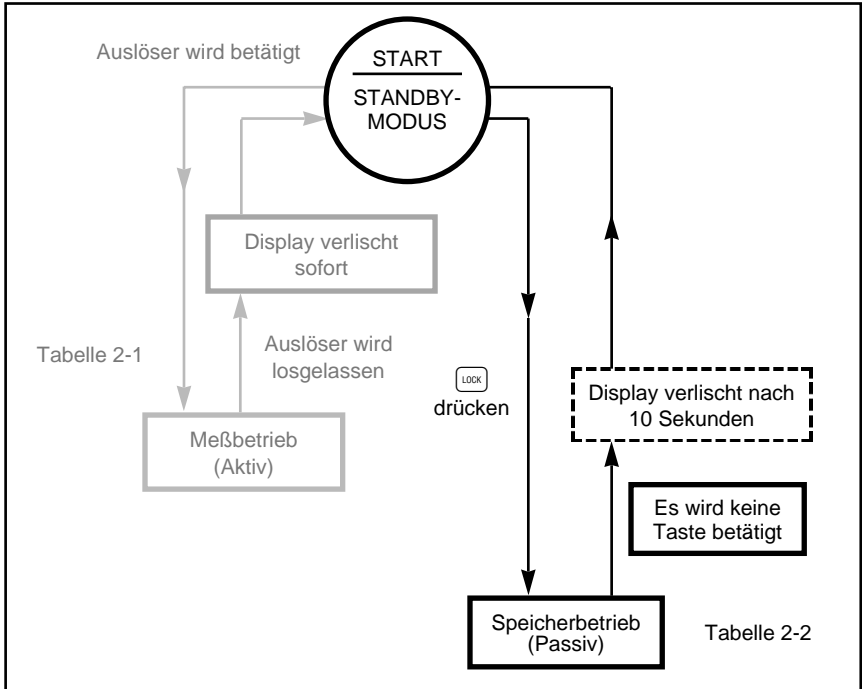 Auslöser wird betätigt
START
STANDBY-
MODUS
Display verlischt
sofort
Tabelle 2-1
Auslöser wird
losgelassen
Meßbetrieb
(Aktiv)
LOCK
drücken
Display verlischt nach
10 Sekunden
Es wird keine
Taste betätigt
Speicherbetrieb
(Passiv)
Tabelle 2-2